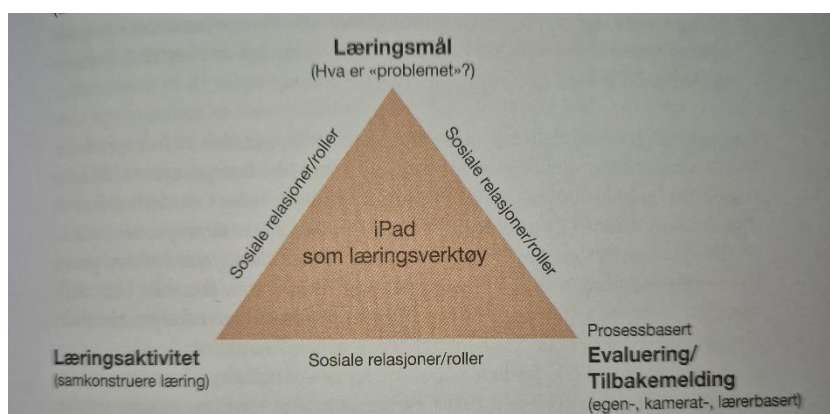 Læringsmål
(Hva er «problemet»?)
Sosiale relasjoner/roller
Sosiale relasjoner/roller
iPad
som læringsverktøy
Prosessbasert
Læringsaktivitet
(samkonstruere læring)
Sosiale relasjoner/roller
Evaluering/
Tilbakemelding
(egen-, kamerat-, lærerbasert)